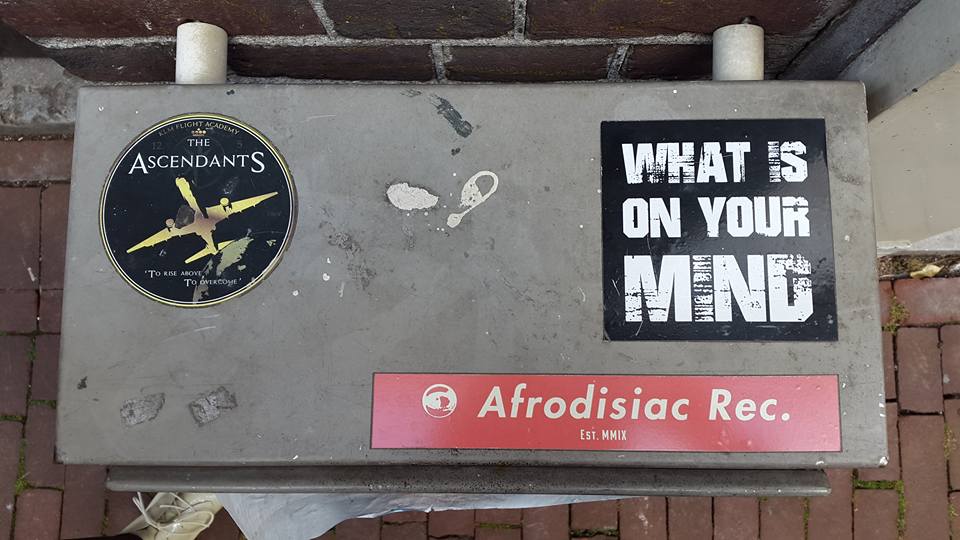 KLM FLIGHT ACADEMY
THE
ASCENDANTS
'TO RISE ABOVE
TO OVERCOME'
WHAT IS
ON YOUR
MIND
Afrodisiac Rec.
EST. MMIX